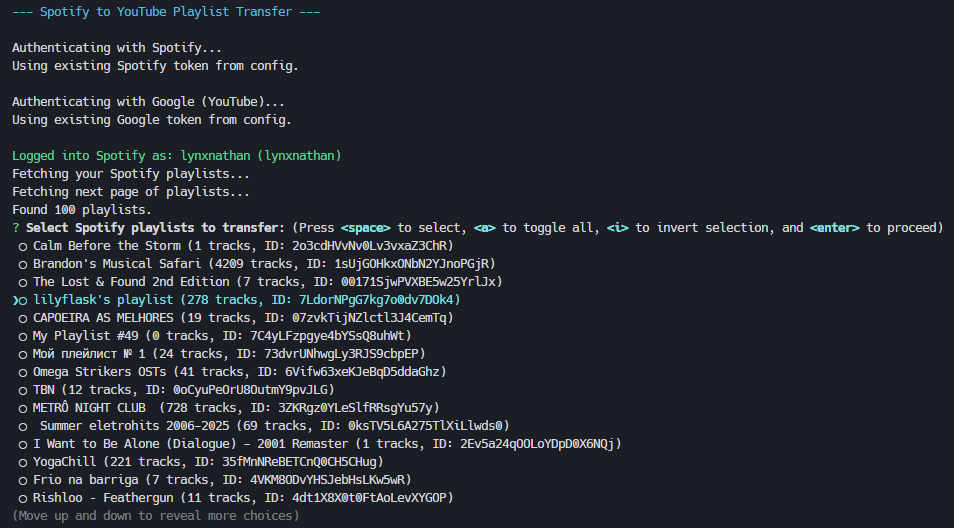 --- Spotify to YouTube Playlist Transfer ---
Authenticating with Spotify...
Using existing Spotify token from config.
Authenticating with Google (YouTube)...
Using existing Google token from config.
Logged into Spotify as: lynxnathan (lynxnathan)
Fetching your Spotify playlists...
Fetching next page of playlists...
Found 100 playlists.
? Select Spotify playlists to transfer: (Press <space> to select, <a> to toggle all, <i> to invert selection, and <enter> to proceed)
○ Calm Before the Storm (1 tracks, ID: 2o3cdHVvNv0Lv3vxaZ3ChR)
○ Brandon's Musical Safari (4209 tracks, ID: 1sUjGOHkxONbN2YJnoPGjR)
○ The Lost & Found 2nd Edition (7 tracks, ID: 00171SjwPVXBE5w25YrlJx)
❯○ lilyflask's playlist (278 tracks, ID: 7LdorNPgG7kg7o0dv7DOk4)
○ CAPOEIRA AS MELHORES (19 tracks, ID: 07zvkTijNZlctl3J4CemTq)
○ My Playlist #49 (0 tracks, ID: 7C4yLFzpgye4bYSsQ8uhWt)
○ Мой плейлист № 1 (24 tracks, ID: 73dvrUNhwgLy3RJS9cbpEP)
○ Omega Strikers OSTs (41 tracks, ID: 6Vifw63xeKJeBqD5ddaGhz)
○ TBN (12 tracks, ID: 0oCyuPeOrU8OutmY9pvJLG)
○ METRÔ NIGHT CLUB  (728 tracks, ID: 3ZKRgz0YLeSlfRRsgYu57y)
○  Summer eletrohits 2006-2025 (69 tracks, ID: 0ksTV5L6A275TlXiLlwds0)
○ I Want to Be Alone (Dialogue) - 2001 Remaster (1 tracks, ID: 2Ev5a24qOOLoYDpD0X6NQj)
○ YogaChill (221 tracks, ID: 35fMnNReBETCnQ0CH5CHug)
○ Frio na barriga (7 tracks, ID: 4VKM8ODvYHSJebHsLKw5wR)
○ Rishloo - Feathergun (11 tracks, ID: 4dt1X8X0t0FtAoLevXYGOP)
(Move up and down to reveal more choices)